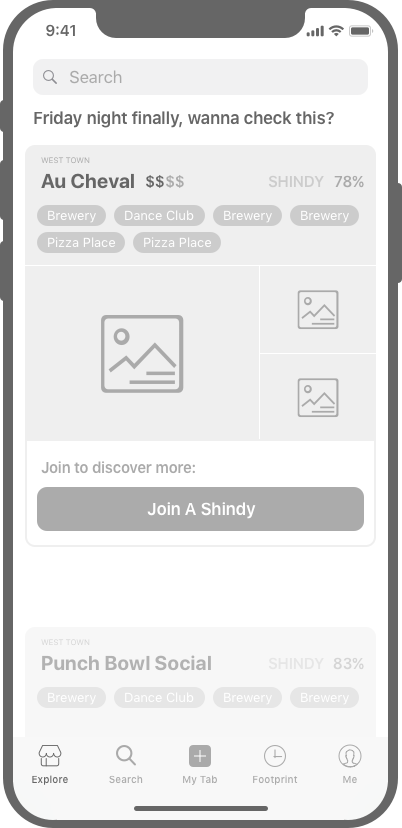 9:41
Search
Friday night finally, wanna check this?
WEST TOWN
Au Cheval $$$$ SHINDY 78%
Brewery Dance Club Brewery Brewery
Pizza Place Pizza Place
Join to discover more:
Join A Shindy
WEST TOWN
Punch Bowl Social SHINDY 83%
Brewery Dance Club Brewery Brewery
Explore Search My Tab Footprint Me